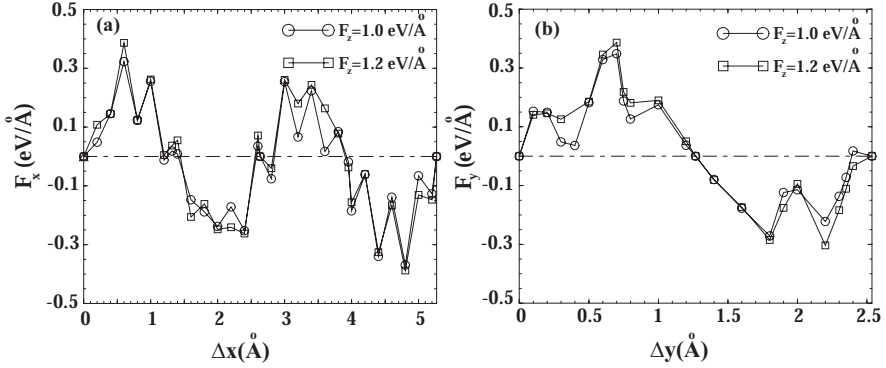 (a)
F_z=1.0 eV/Å
F_z=1.2 eV/Å
F_x (eV/Å)
0.5
0.3
0.1
-0.1
-0.3
-0.5
0 1 2 3 4 5
Δx(Å)
(b)
F_z=1.0 eV/Å
F_z=1.2 eV/Å
F_y (eV/Å)
0.5
0.3
0.1
-0.1
-0.3
-0.5
0 0.5 1 1.5 2 2.5
Δy(Å)